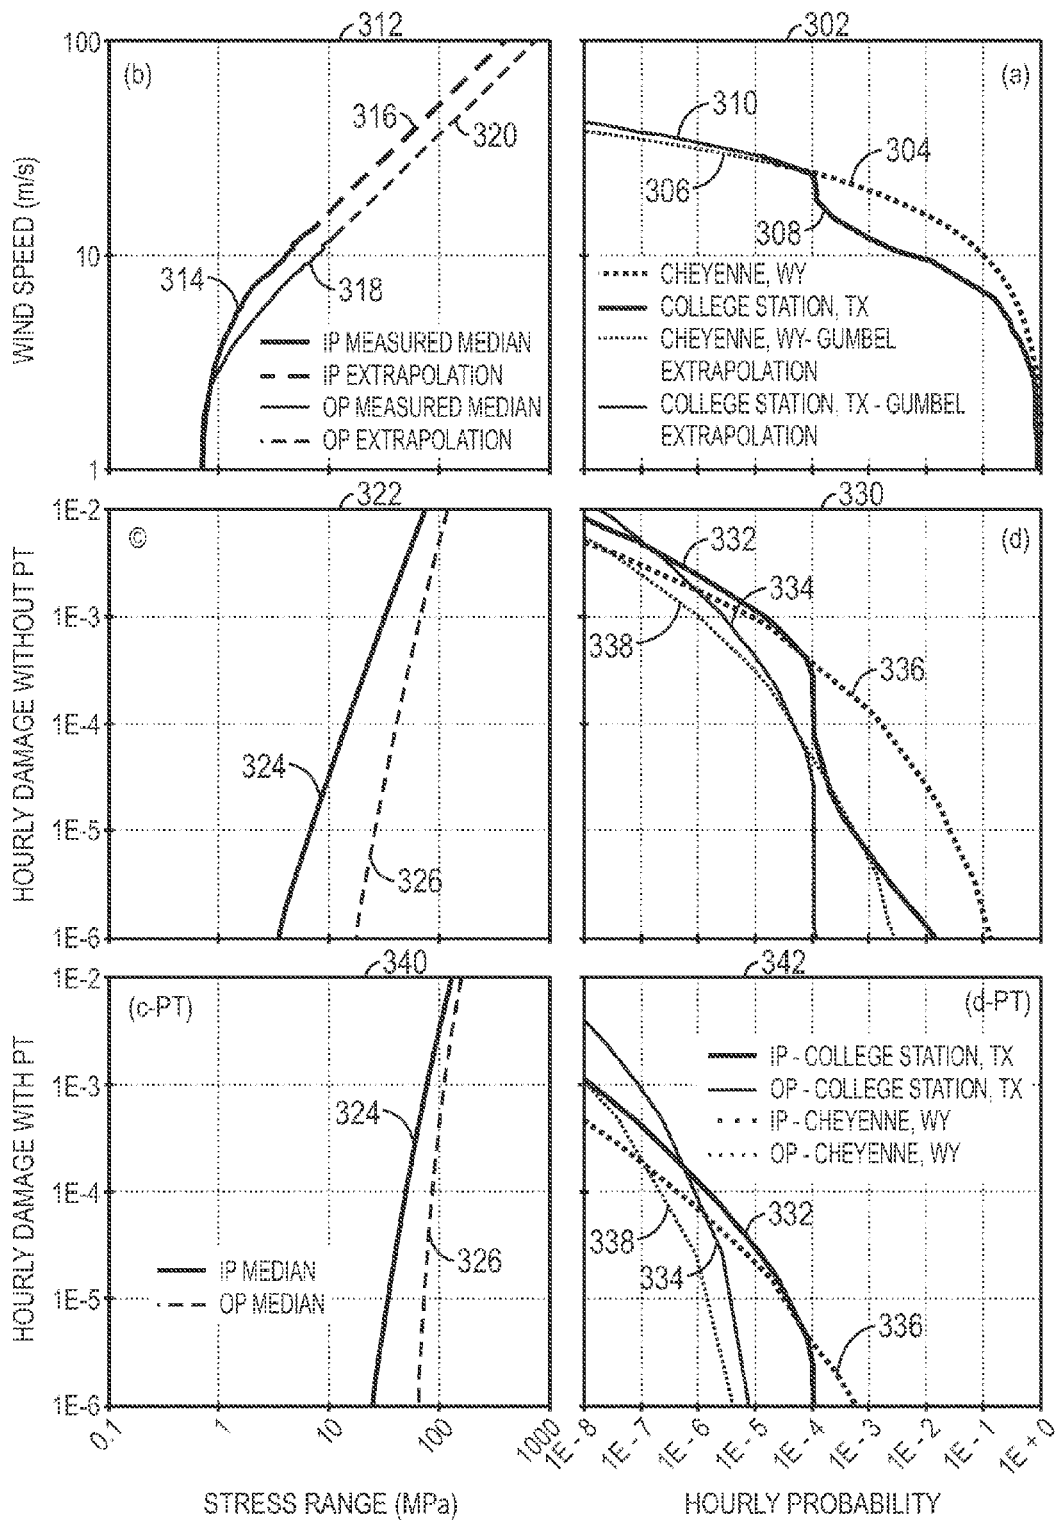 312
302
100
(b)
(a)
316
320
310
304
306
308
WIND SPEED (m/s)
10
314
318
IP MEASURED MEDIAN
IP EXTRAPOLATION
OP MEASURED MEDIAN
OP EXTRAPOLATION
CHEYENNE, WY
COLLEGE STATION, TX
CHEYENNE, WY- GUMBEL
EXTRAPOLATION
COLLEGE STATION, TX - GUMBEL
EXTRAPOLATION
1
322
330
1E-2
©
(d)
332
334
338
336
1E-3
HOURLY DAMAGE WITHOUT PT
1E-4
324
1E-5
326
1E-6
340
342
1E-2
(c-PT)
(d-PT)
IP - COLLEGE STATION, TX
OP - COLLEGE STATION, TX
IP - CHEYENNE, WY
OP - CHEYENNE, WY
1E-3
324
HOURLY DAMAGE WITH PT
1E-4
332
338
334
326
IP MEDIAN
OP MEDIAN
1E-5
336
1E-6
0.1
1
10
100
1000
1E - 8
1E - 7
1E - 6
1E - 5
1E - 4
1E - 3
1E - 2
1E - 1
1E + 0
STRESS RANGE (MPa)
HOURLY PROBABILITY